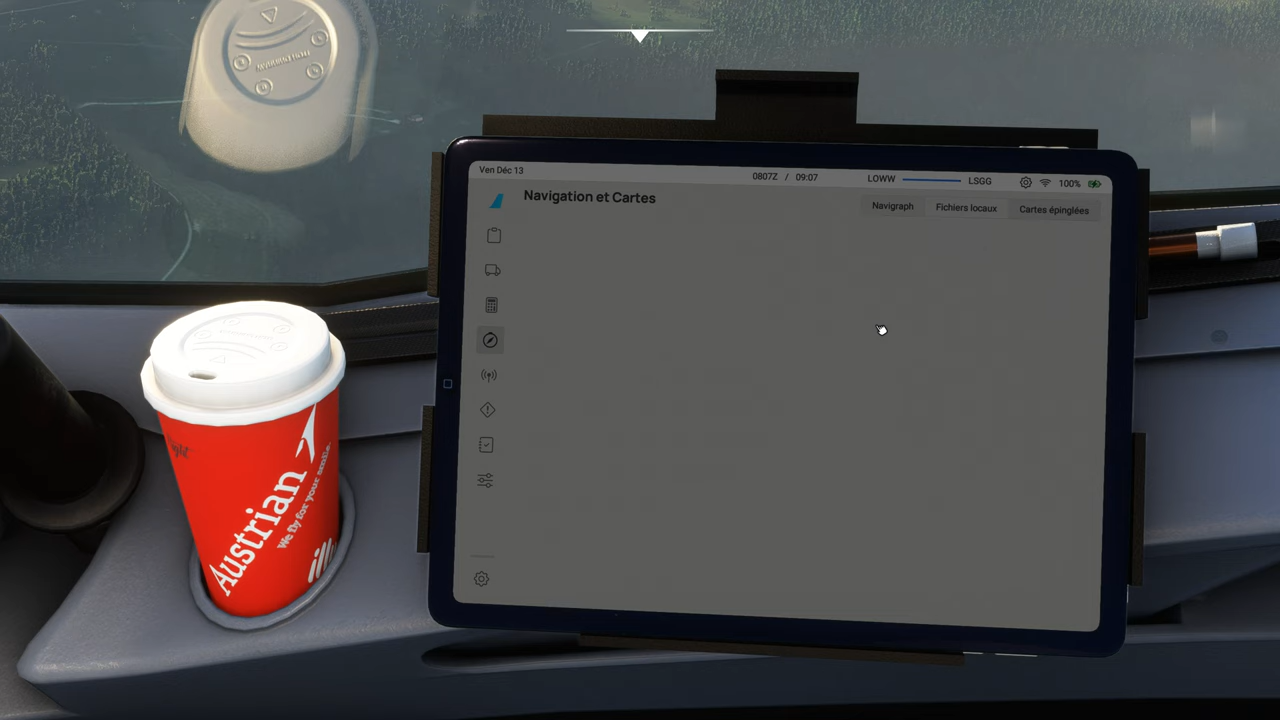 Ven Déc 13
0807Z / 09:07
LOWW
LSGG
100%
Navigation et Cartes
Navigraph
Fichiers locaux
Cartes épinglées
Austrian
We fly for your smile.